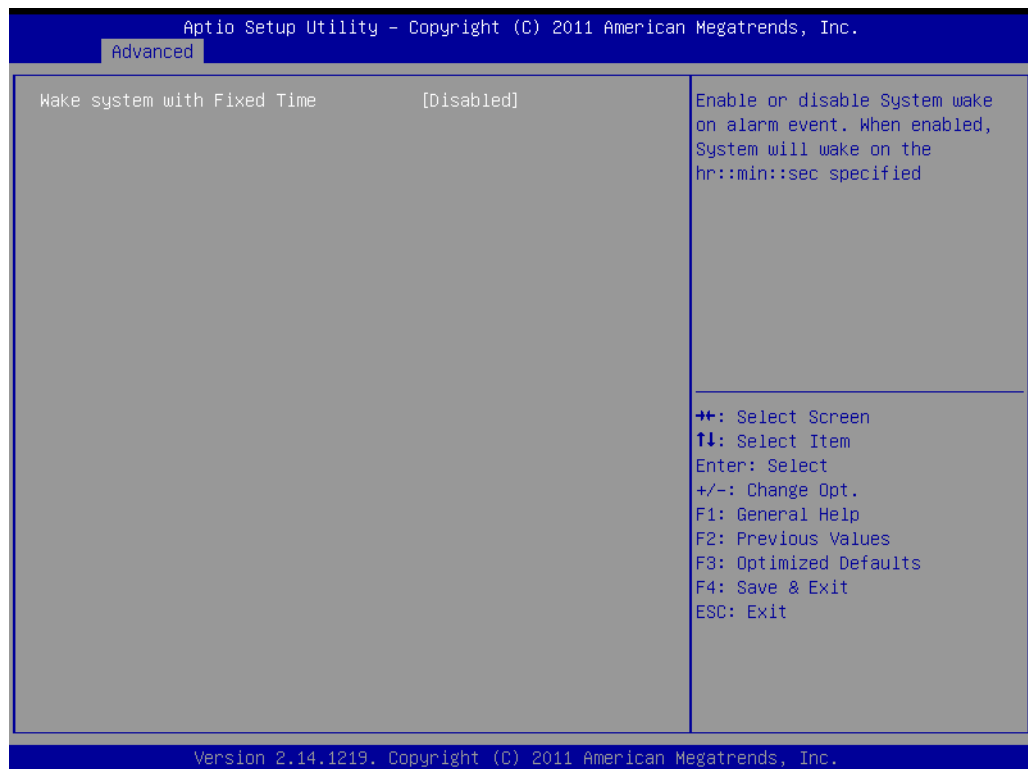 Aptio Setup Utility – Copyright (C) 2011 American Megatrends, Inc.
Advanced
Wake system with Fixed Time [Disabled]
Enable or disable System wake
on alarm event. When enabled,
System will wake on the
hr::min::sec specified
→←: Select Screen
↑↓: Select Item
Enter: Select
+/-: Change Opt.
F1: General Help
F2: Previous Values
F3: Optimized Defaults
F4: Save & Exit
ESC: Exit
Version 2.14.1219. Copyright (C) 2011 American Megatrends, Inc.